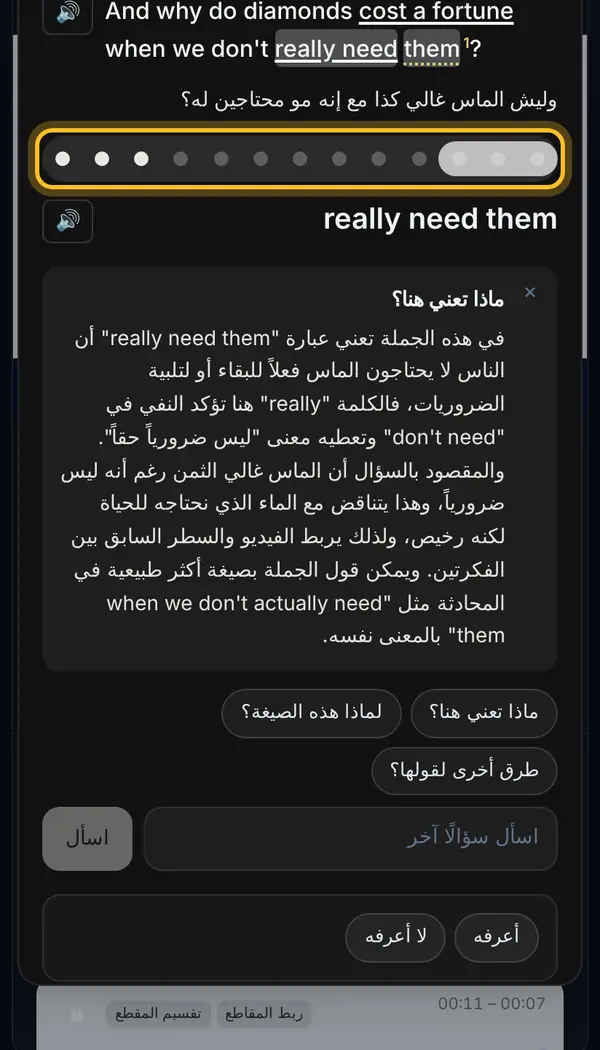 And why do diamonds cost a fortune
when we don't really need them¹?
وليش الماس غالي كذا مع إنه مو محتاجين له؟
really need them
ماذا تعني هنا؟
في هذه الجملة تعني عبارة "really need them" أن
الناس لا يحتاجون الماس فعلاً للبقاء أو لتلبية
الضروريات، فالكلمة "really" هنا تؤكد النفي في
"don't need" وتعطيه معنى "ليس ضرورياً حقاً".
والمقصود بالسؤال أن الماس غالي الثمن رغم أنه ليس
ضرورياً، وهذا يتناقض مع الماء الذي نحتاجه للحياة
لكنه رخيص، ولذلك يربط الفيديو والسطر السابق بين
الفكرتين. ويمكن قول الجملة بصيغة أكثر طبيعية في
المحادثة مثل "when we don't actually need
them" بالمعنى نفسه.
ماذا تعني هنا؟
لماذا هذه الصيغة؟
طرق أخرى لقولها؟
اسأل سؤالًا آخر
اسأل
أعرفه
لا أعرفه
00:07 – 00:11
ربط المقاطع
تقسيم المقطع